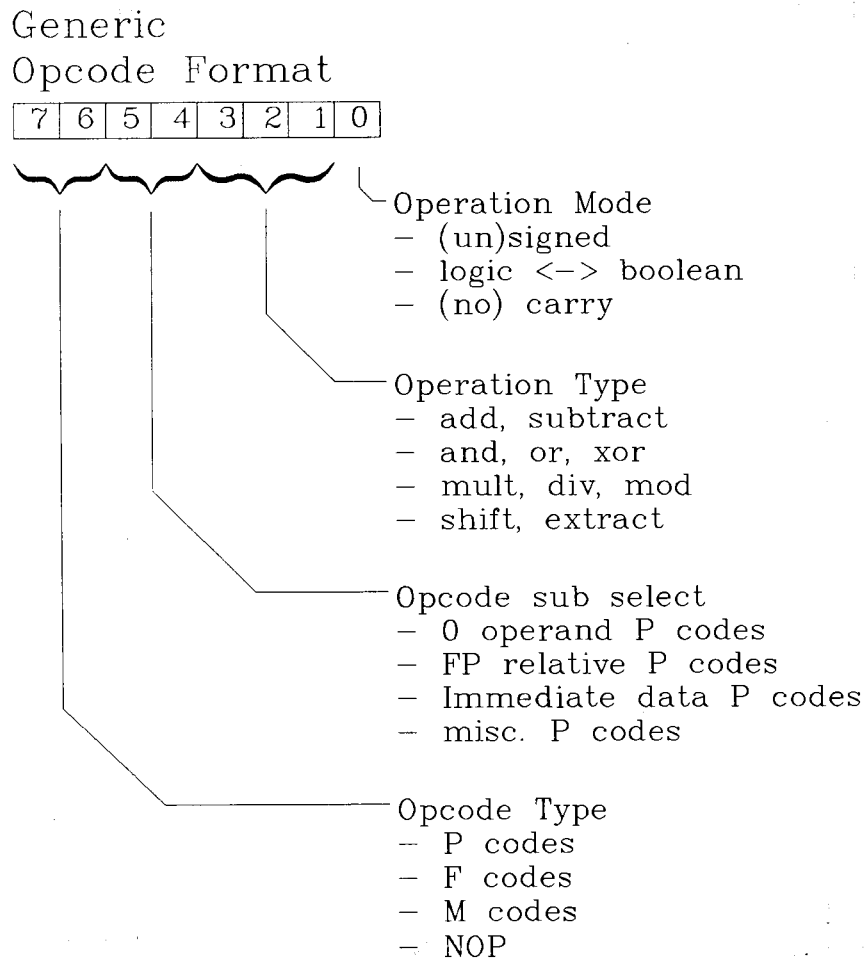 Generic
Opcode Format
7 6 5 4 3 2 1 0
Operation Mode
- (un)signed
- logic <-> boolean
- (no) carry
Operation Type
- add, subtract
- and, or, xor
- mult, div, mod
- shift, extract
Opcode sub select
- 0 operand P codes
- FP relative P codes
- Immediate data P codes
- misc. P codes
Opcode Type
- P codes
- F codes
- M codes
- NOP